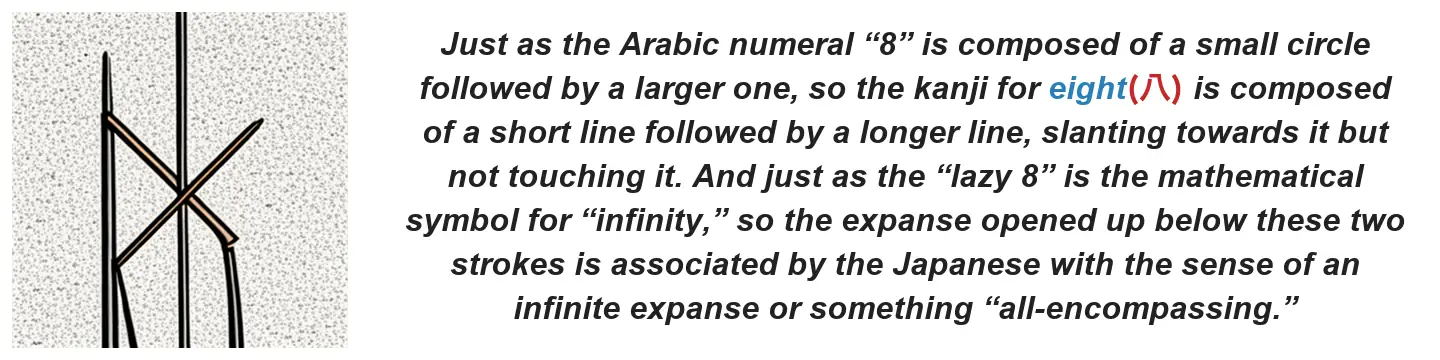 Just as the Arabic numeral “8” is composed of a small circle
followed by a larger one, so the kanji for eight(八) is composed
of a short line followed by a longer line, slanting towards it but
not touching it. And just as the “lazy 8” is the mathematical
symbol for “infinity,” so the expanse opened up below these two
strokes is associated by the Japanese with the sense of an
infinite expanse or something “all-encompassing.”